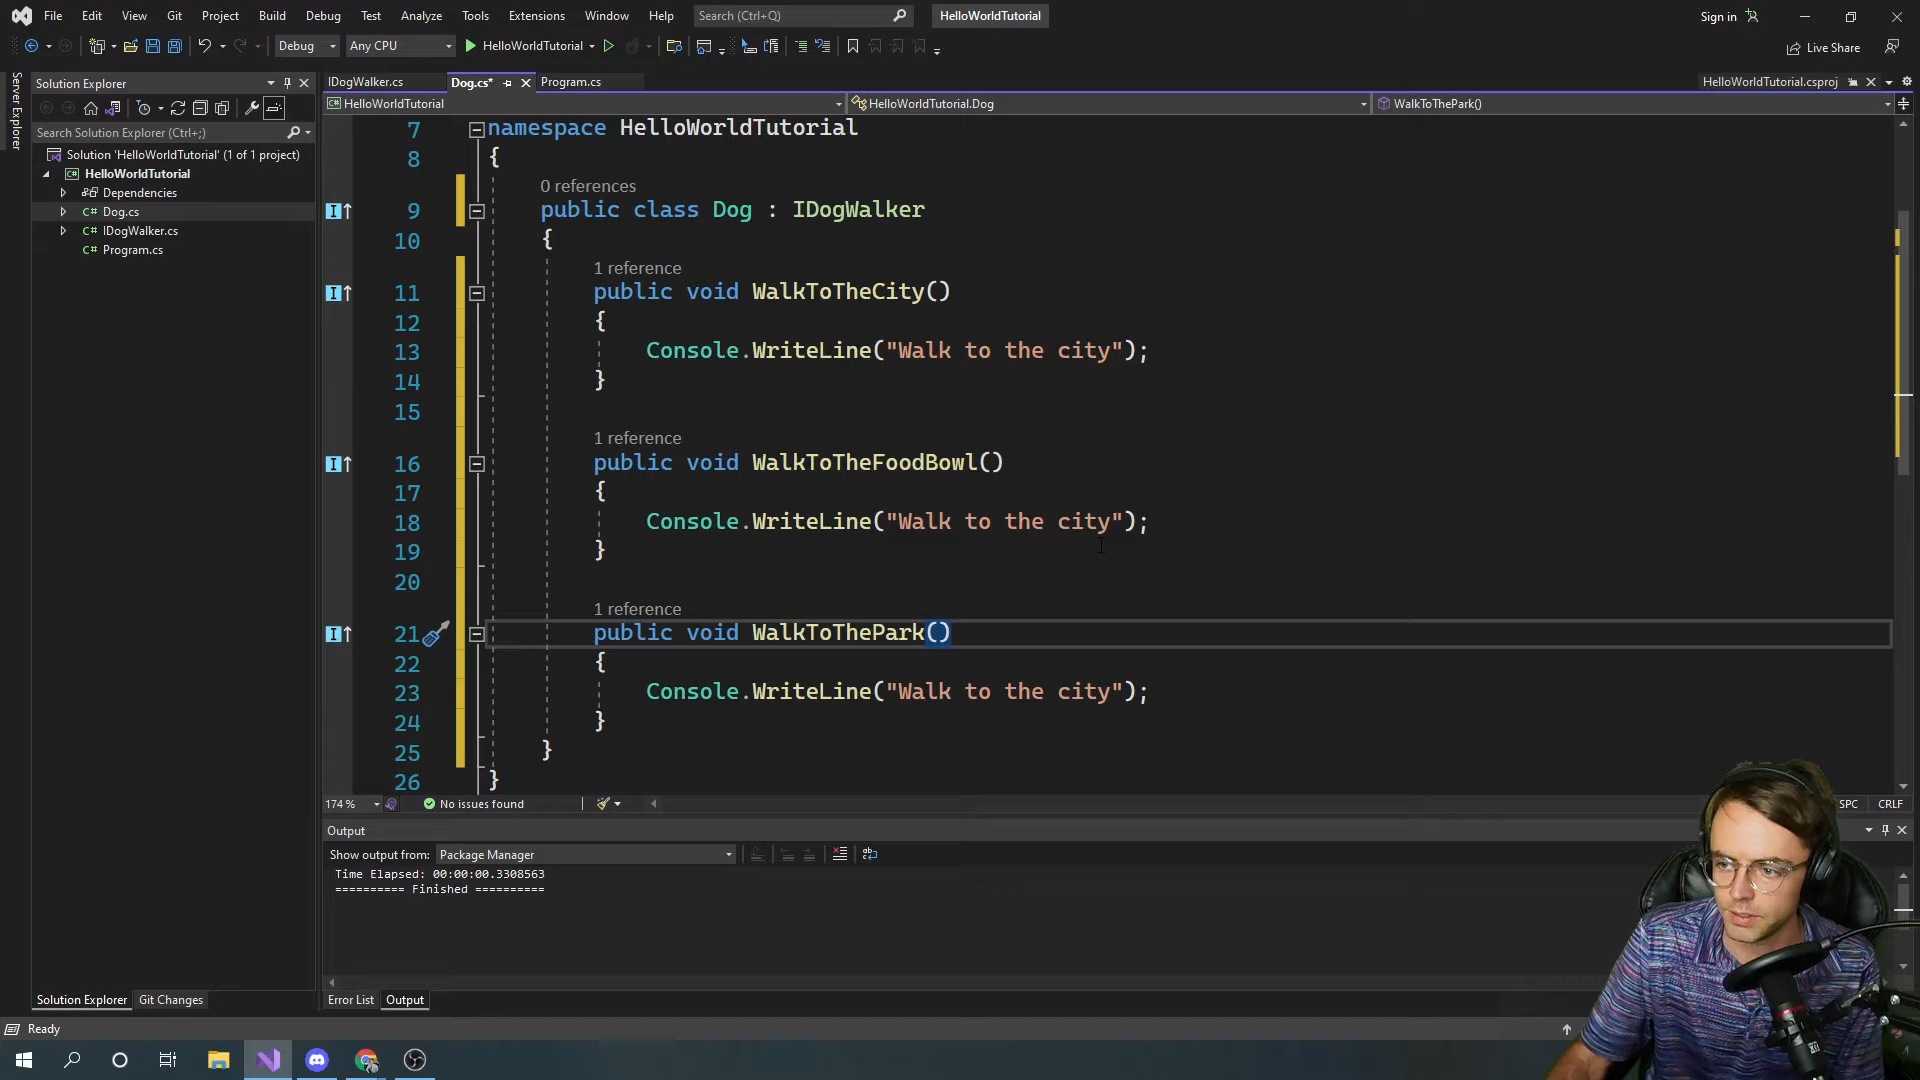 File Edit View Git Project Build Debug Test Analyze Tools Extensions Window Help Search (Ctrl+Q) HelloWorldTutorial Sign in
Debug Any CPU HelloWorldTutorial Live Share
Server Explorer
Solution Explorer
Search Solution Explorer (Ctrl+;)
Solution 'HelloWorldTutorial' (1 of 1 project)
C# HelloWorldTutorial
Dependencies
C# Dog.cs
C# IDogWalker.cs
C# Program.cs
Solution Explorer Git Changes
IDogWalker.cs Dog.cs* Program.cs HelloWorldTutorial.csproj
C# HelloWorldTutorial HelloWorldTutorial.Dog WalkToThePark()
7 namespace HelloWorldTutorial
8 {
0 references
9 public class Dog : IDogWalker
10 {
1 reference
11 public void WalkToTheCity()
12 {
13 Console.WriteLine("Walk to the city");
14 }
15
1 reference
16 public void WalkToTheFoodBowl()
17 {
18 Console.WriteLine("Walk to the city");
19 }
20
1 reference
21 public void WalkToThePark()
22 {
23 Console.WriteLine("Walk to the city");
24 }
25 }
26 }
174 % No issues found SPC CRLF
Output
Show output from: Package Manager
Time Elapsed: 00:00:00.3308563
========== Finished ==========
Error List Output
Ready